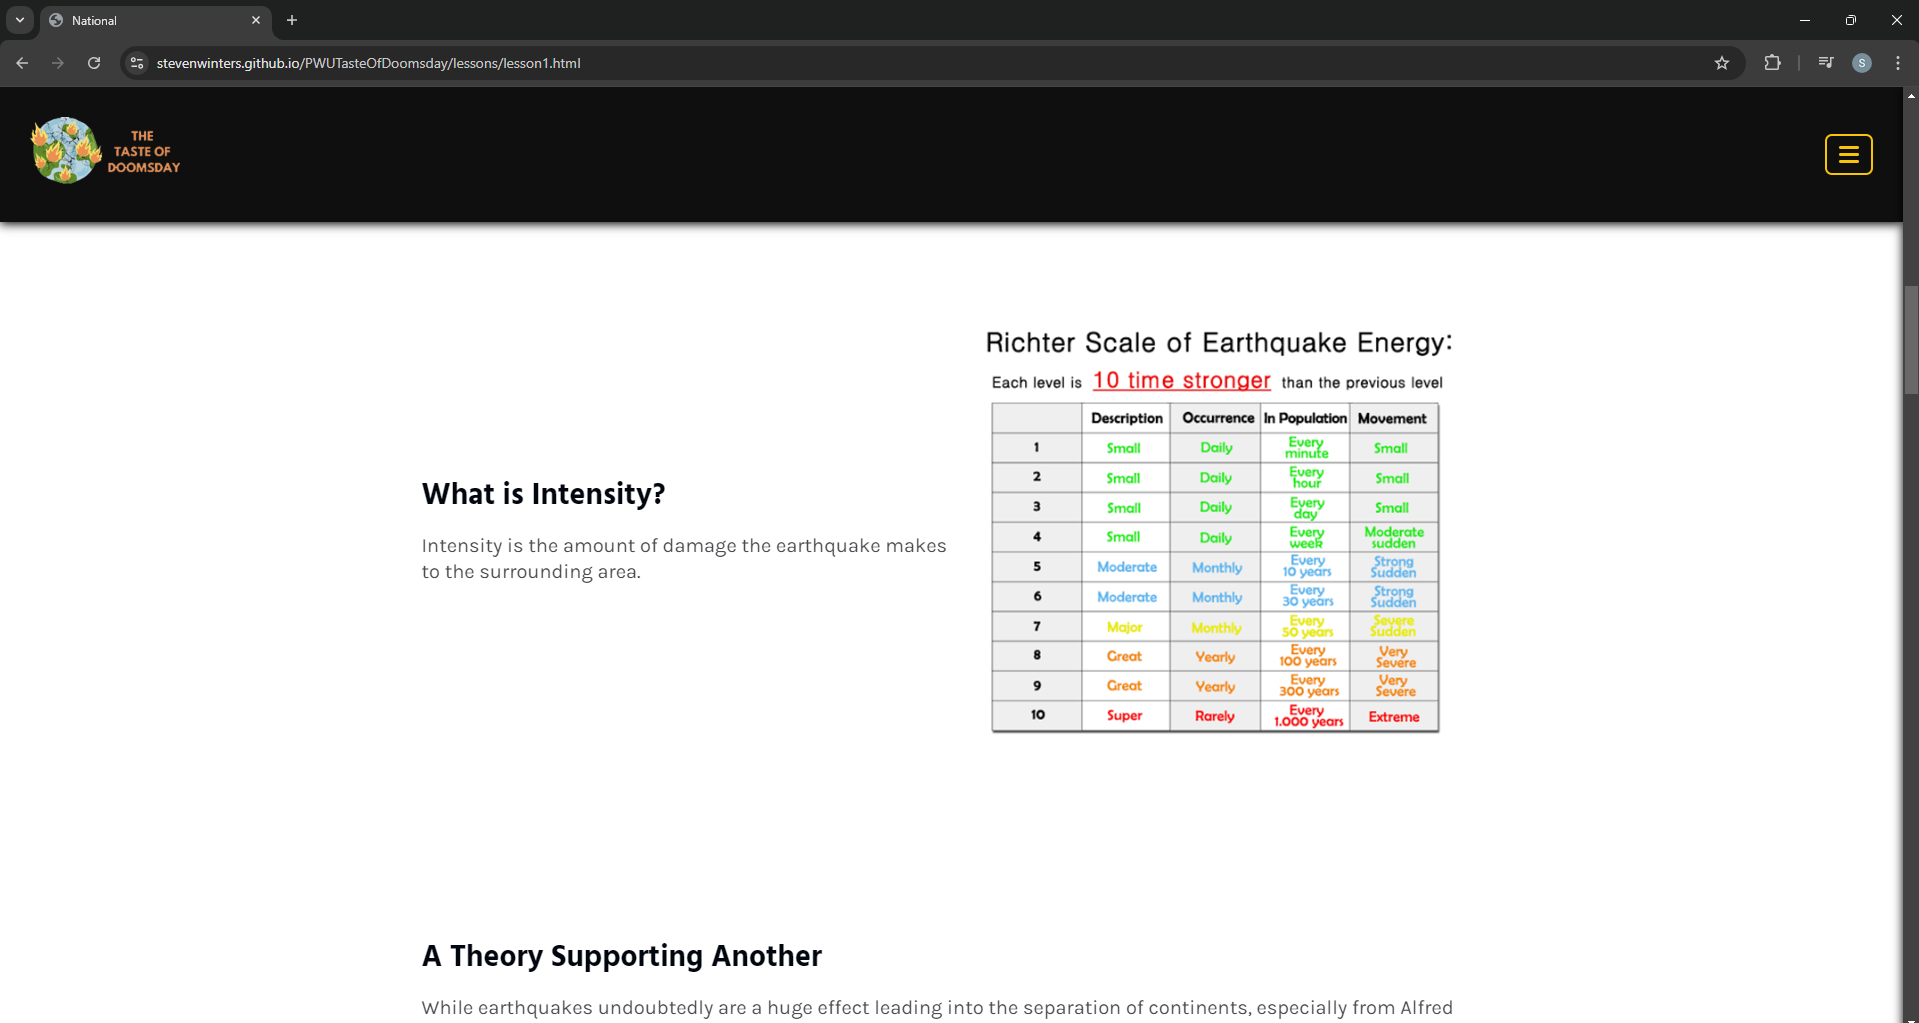 National
stevenwinters.github.io/PWUTasteOfDoomsday/lessons/lesson1.html
S
THE
TASTE OF
DOOMSDAY
Richter Scale of Earthquake Energy:
Each level is 10 time stronger than the previous level
Description Occurrence In Population Movement
1 Small Daily Every minute Small
2 Small Daily Every hour Small
3 Small Daily Every day Small
4 Small Daily Every week Moderate sudden
5 Moderate Monthly Every 10 years Strong Sudden
6 Moderate Monthly Every 30 years Strong Sudden
7 Major Monthly Every 50 years Severe Sudden
8 Great Yearly Every 100 years Very Severe
9 Great Yearly Every 300 years Very Severe
10 Super Rarely Every 1.000 years Extreme
What is Intensity?
Intensity is the amount of damage the earthquake makes
to the surrounding area.
A Theory Supporting Another
While earthquakes undoubtedly are a huge effect leading into the separation of continents, especially from Alfred